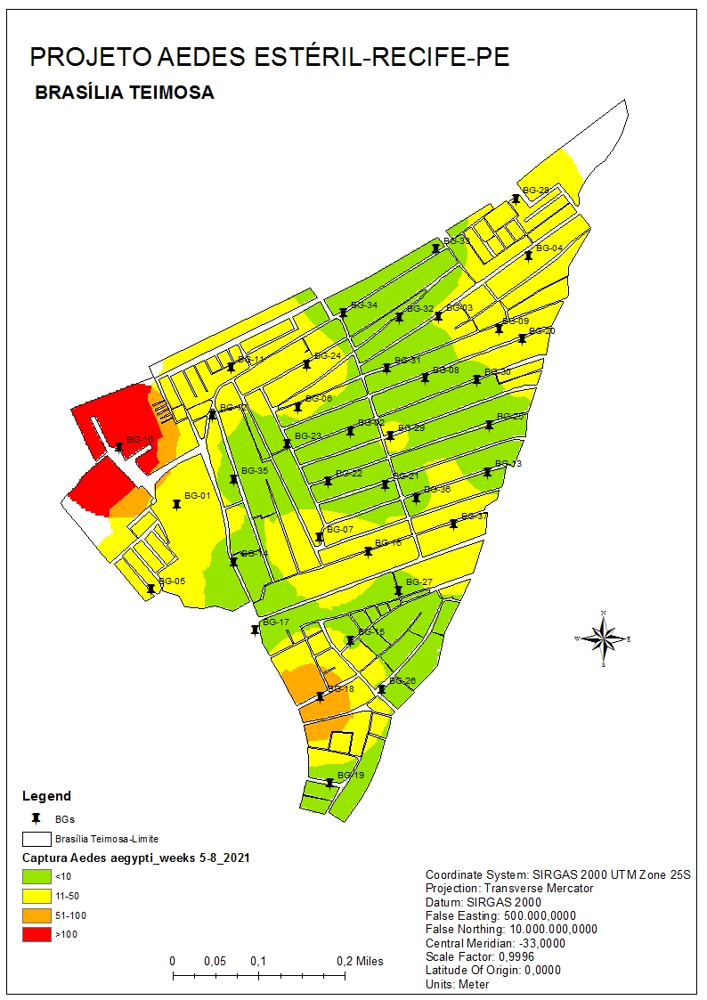 PROJETO AEDES ESTÉRIL-RECIFE-PE
BRASÍLIA TEIMOSA
BG-28
BG-33
BG-04
BG-34
BG-32
BG-03
BG-09
BG-20
BG-11
BG-24
BG-31
BG-08
BG-30
BG-12
BG-06
BG-25
BG-10
BG-23
BG-02
BG-29
BG-35
BG-22
BG-21
BG-13
BG-01
BG-36
BG-37
BG-07
BG-16
BG-14
BG-05
BG-27
BG-17
BG-15
BG-18
BG-26
BG-19
N
W
E
S
Legend
BGs
Brasília Teimosa-Limite
Captura Aedes aegypti_weeks 5-8_2021
<10
11-50
51-100
>100
0 0,05 0,1 0,2 Miles
Coordinate System: SIRGAS 2000 UTM Zone 25S
Projection: Transverse Mercator
Datum: SIRGAS 2000
False Easting: 500.000,0000
False Northing: 10.000.000,0000
Central Meridian: -33,0000
Scale Factor: 0,9996
Latitude Of Origin: 0,0000
Units: Meter